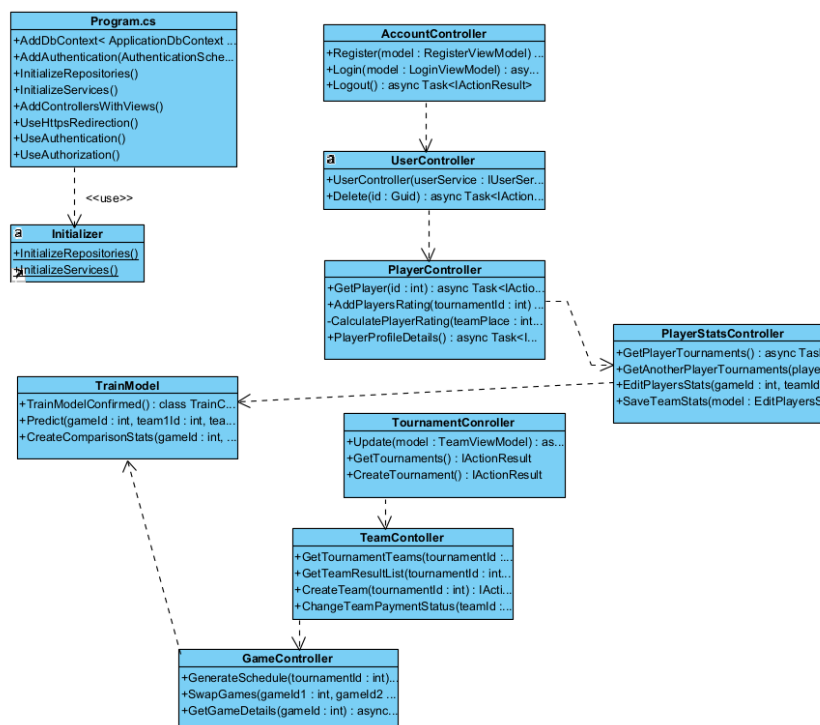 Program.cs
+AddDbContext< ApplicationDbContext ...
+AddAuthentication(AuthenticationSche...
+InitializeRepositories()
+InitializeServices()
+AddControllersWithViews()
+UseHttpsRedirection()
+UseAuthentication()
+UseAuthorization()
<<use>>
a
Initializer
+InitializeRepositories()
+InitializeServices()
AccountController
+Register(model : RegisterViewModel) ...
+Login(model : LoginViewModel) : asy...
+Logout() : async Task<IActionResult>
a
UserController
+UserController(userService : IUserSer...
+Delete(id : Guid) : async Task<IAction...
PlayerController
+GetPlayer(id : int) : async Task<IActio...
+AddPlayersRating(tournamentId : int) ...
-CalculatePlayerRating(teamPlace : int...
+PlayerProfileDetails() : async Task<I...
PlayerStatsController
+GetPlayerTournaments() : async Task
+GetAnotherPlayerTournaments(player
+EditPlayersStats(gameId : int, teamId
+SaveTeamStats(model : EditPlayersS
TrainModel
+TrainModelConfirmed() : class TrainC...
+Predict(gameId : int, team1Id : int, tea...
+CreateComparisonStats(gameId : int, ...
TournamentConroller
+Update(model : TeamViewModel) : as...
+GetTournaments() : IActionResult
+CreateTournament() : IActionResult
TeamContoller
+GetTournamentTeams(tournamentId :...
+GetTeamResultList(tournamentId : int...
+CreateTeam(tournamentId : int) : IActi...
+ChangeTeamPaymentStatus(teamId :...
GameController
+GenerateSchedule(tournamentId : int)...
+SwapGames(gameId1 : int, gameId2 ...
+GetGameDetails(gameId : int) : async...